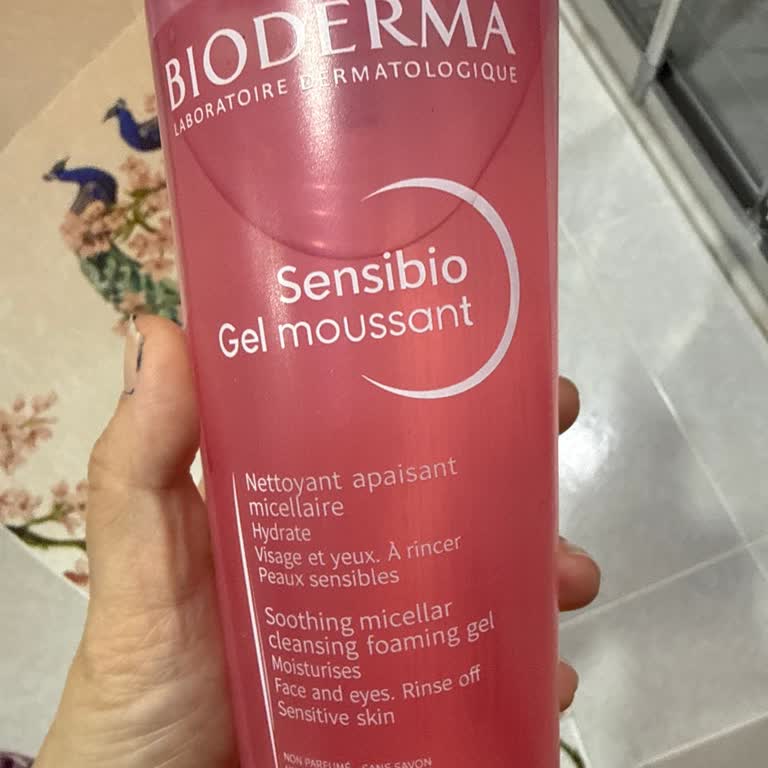 BIODERMA
LABORATOIRE DERMATOLOGIQUE
Sensibio
Gel moussant
Nettoyant apaisant
micellaire
Hydrate
Visage et yeux. À rincer
Peaux sensibles
Soothing micellar
cleansing foaming gel
Moisturises
Face and eyes. Rinse off
Sensitive skin
NON PARFUMÉ - SANS SAVON